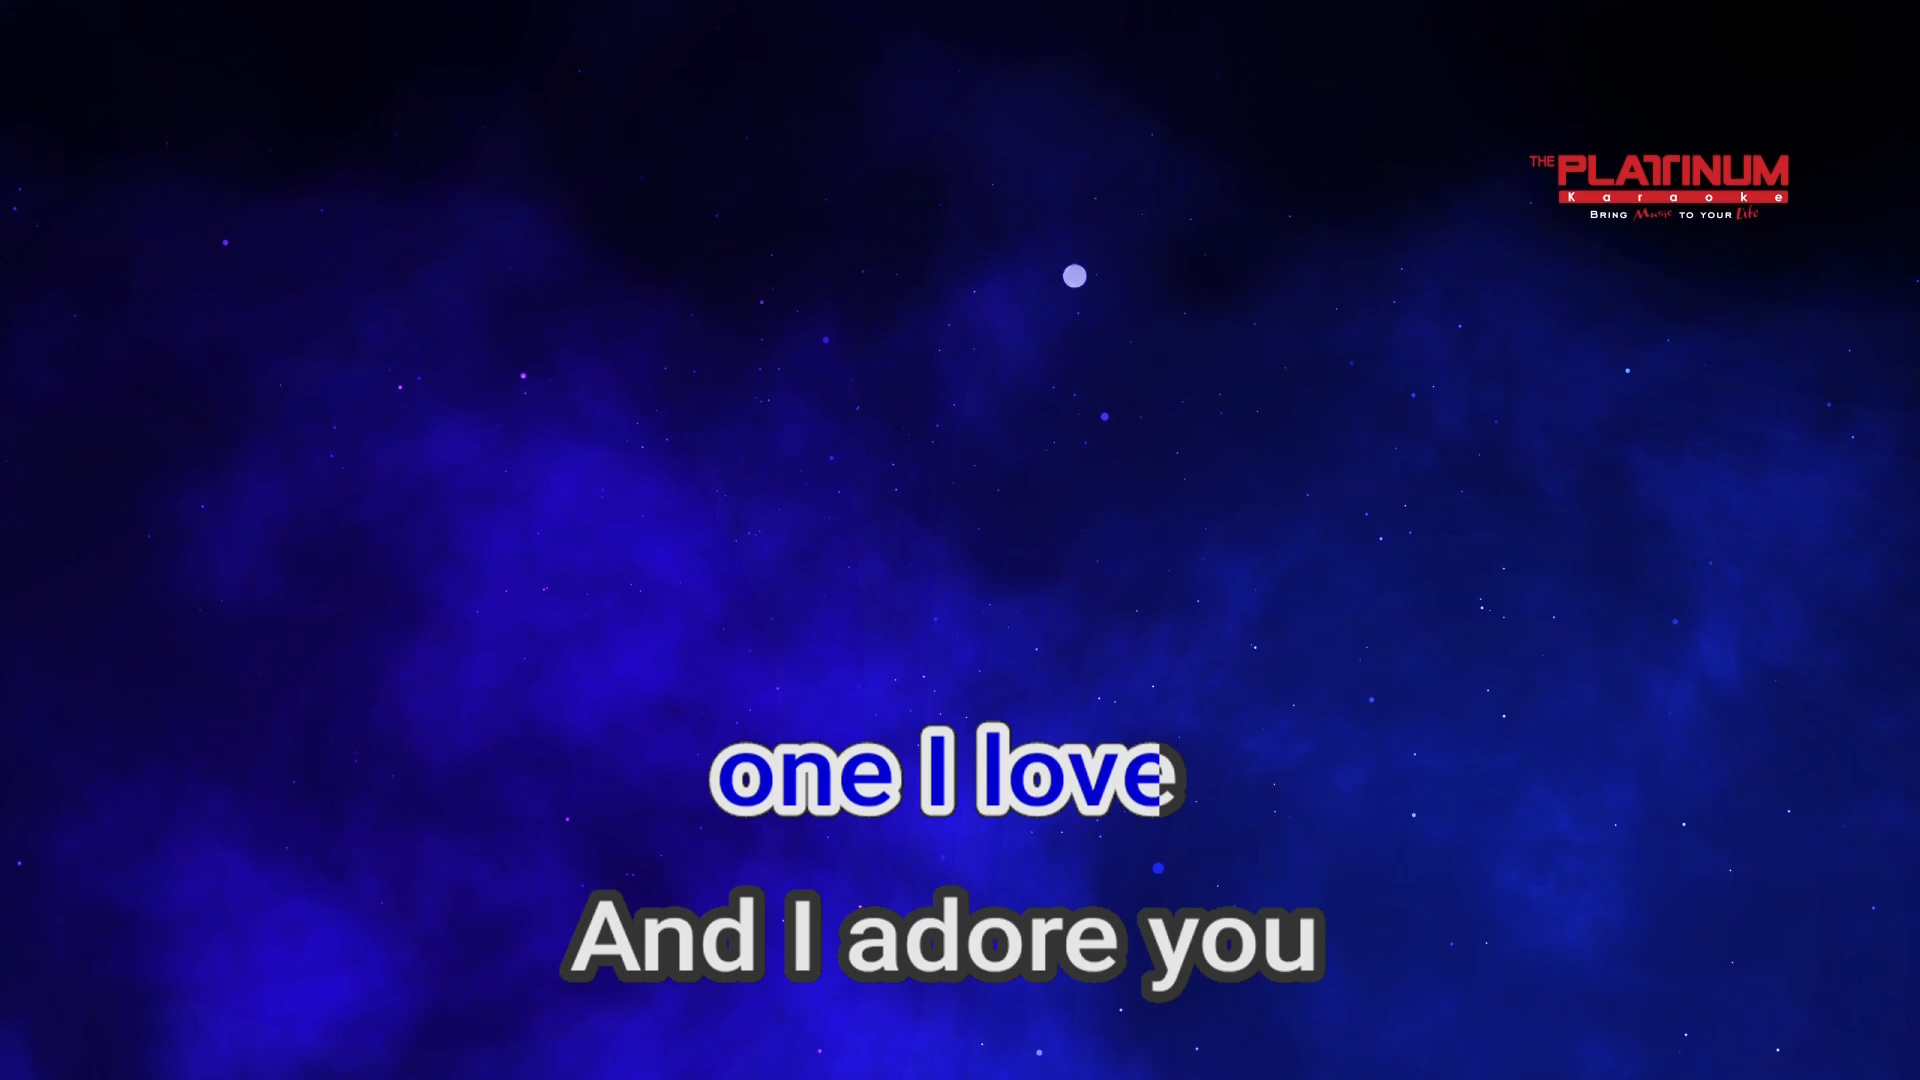 THE PLATINUM
Karaoke
BRING Music TO YOUR Life
one I love
And I adore you